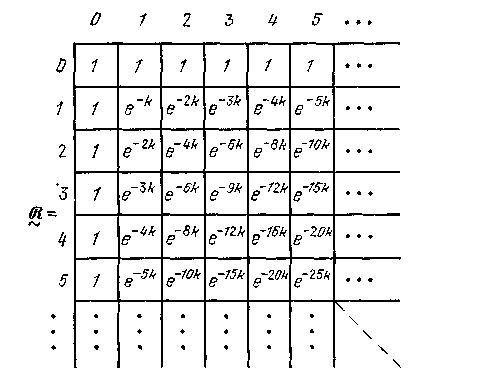 0 1 2 3 4 5 ...
0 1 1 1 1 1 1 ...
1 1 e^-k e^-2k e^-3k e^-4k e^-5k ...
2 1 e^-2k e^-4k e^-6k e^-8k e^-10k ...
3 1 e^-3k e^-6k e^-9k e^-12k e^-15k ...
ℜ =
4 1 e^-4k e^-8k e^-12k e^-16k e^-20k ...
5 1 e^-5k e^-10k e^-15k e^-20k e^-25k ...
⋮ ⋮ ⋮ ⋮ ⋮ ⋮ ⋮